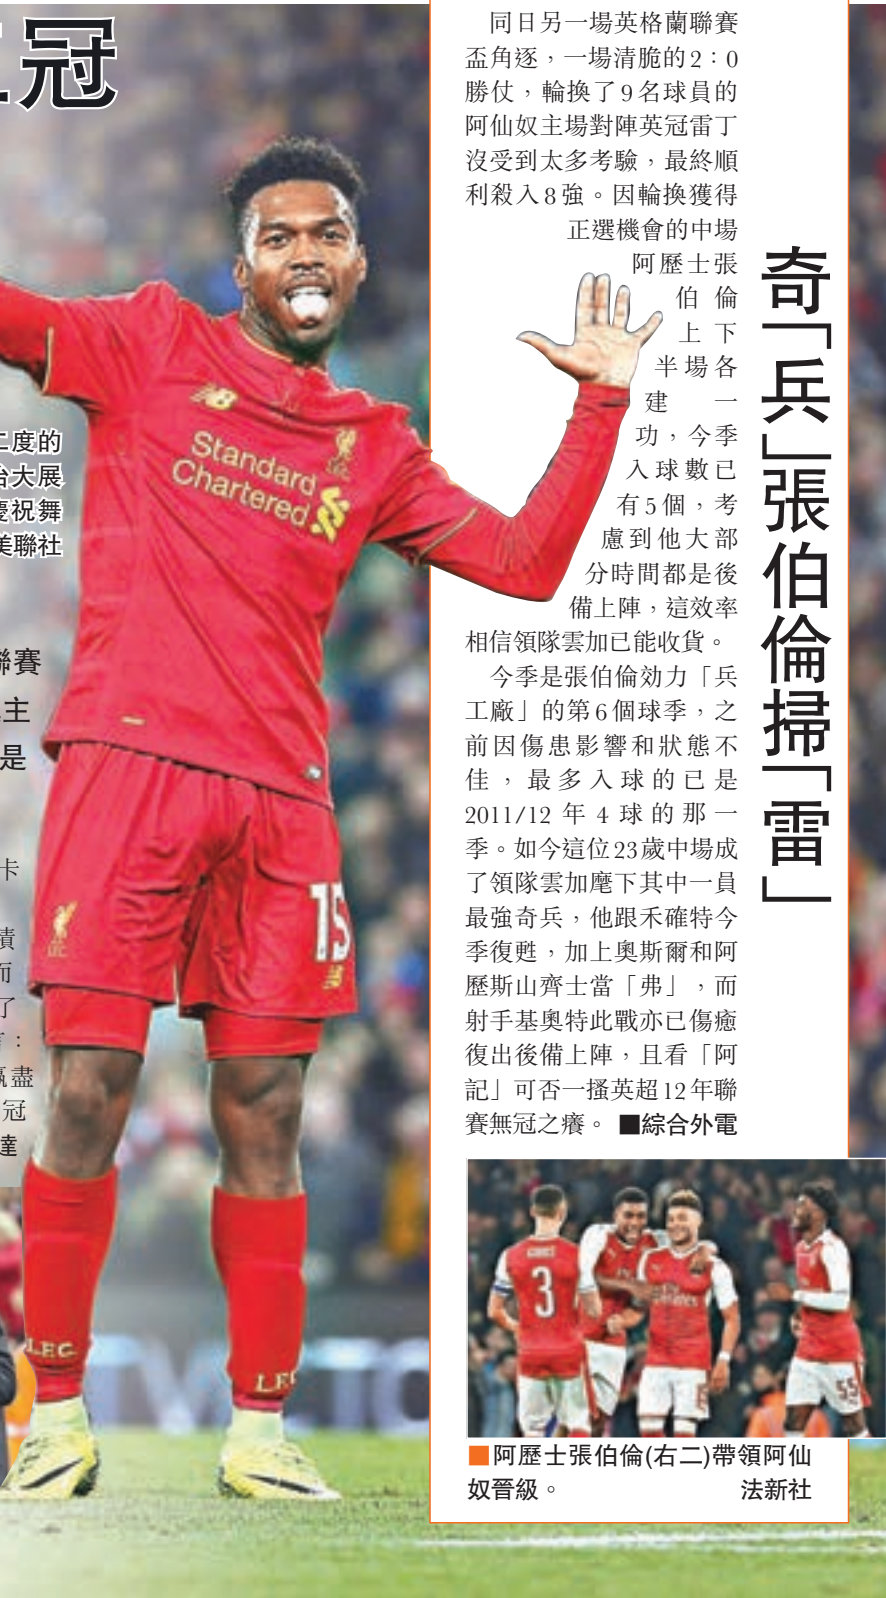 冠
二度的
台大展
慶祝舞
美聯社
聯賽
主
是
卡
績
而
了
：
贏盡
冠
達
Standard
Chartered
15
L.F.C.
奇「兵」張伯倫掃「雷」
同日另一場英格蘭聯賽
盃角逐，一場清脆的2：0
勝仗，輪換了9名球員的
阿仙奴主場對陣英冠雷丁
沒受到太多考驗，最終順
利殺入8強。因輪換獲得
正選機會的中場
阿歷士張
伯倫
上下
半場各
建一
功，今季
入球數已
有5個，考
慮到他大部
分時間都是後
備上陣，這效率
相信領隊雲加已能收貨。
今季是張伯倫効力「兵
工廠」的第6個球季，之
前因傷患影響和狀態不
佳，最多入球的已是
2011/12年4球的那一
季。如今這位23歲中場成
了領隊雲加麾下其中一員
最強奇兵，他跟禾確特今
季復甦，加上奧斯爾和阿
歷斯山齊士當「弗」，而
射手基奧特此戰亦已傷癒
復出後備上陣，且看「阿
記」可否一搔英超12年聯
賽無冠之癢。 ■綜合外電
3
55
■阿歷士張伯倫(右二)帶領阿仙
奴晉級。 法新社